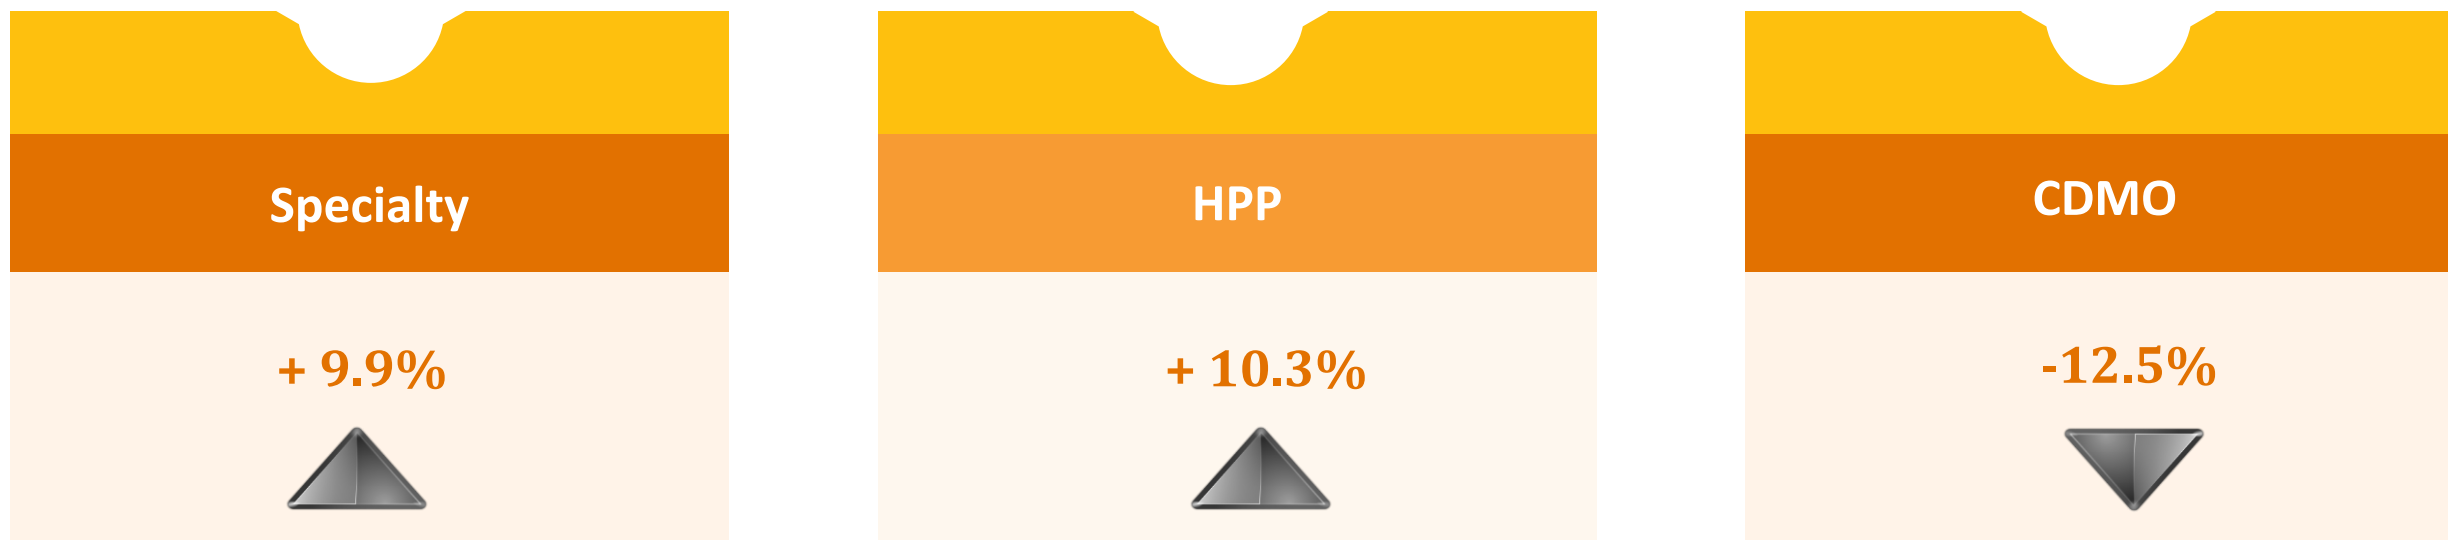 Specialty
+ 9.9%
HPP
+ 10.3%
CDMO
-12.5%